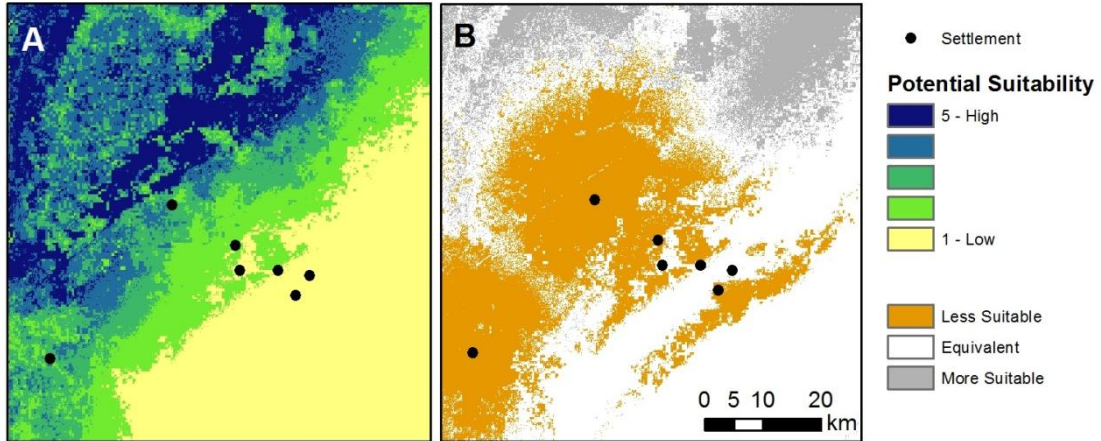 A
B
0 5 10 20
km
Settlement
Potential Suitability
5 - High
1 - Low
Less Suitable
Equivalent
More Suitable